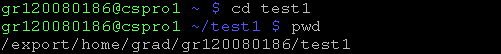 gr120080186@cspro1 ~ $ cd test1
gr120080186@cspro1 ~/test1 $ pwd
/export/home/grad/gr120080186/test1